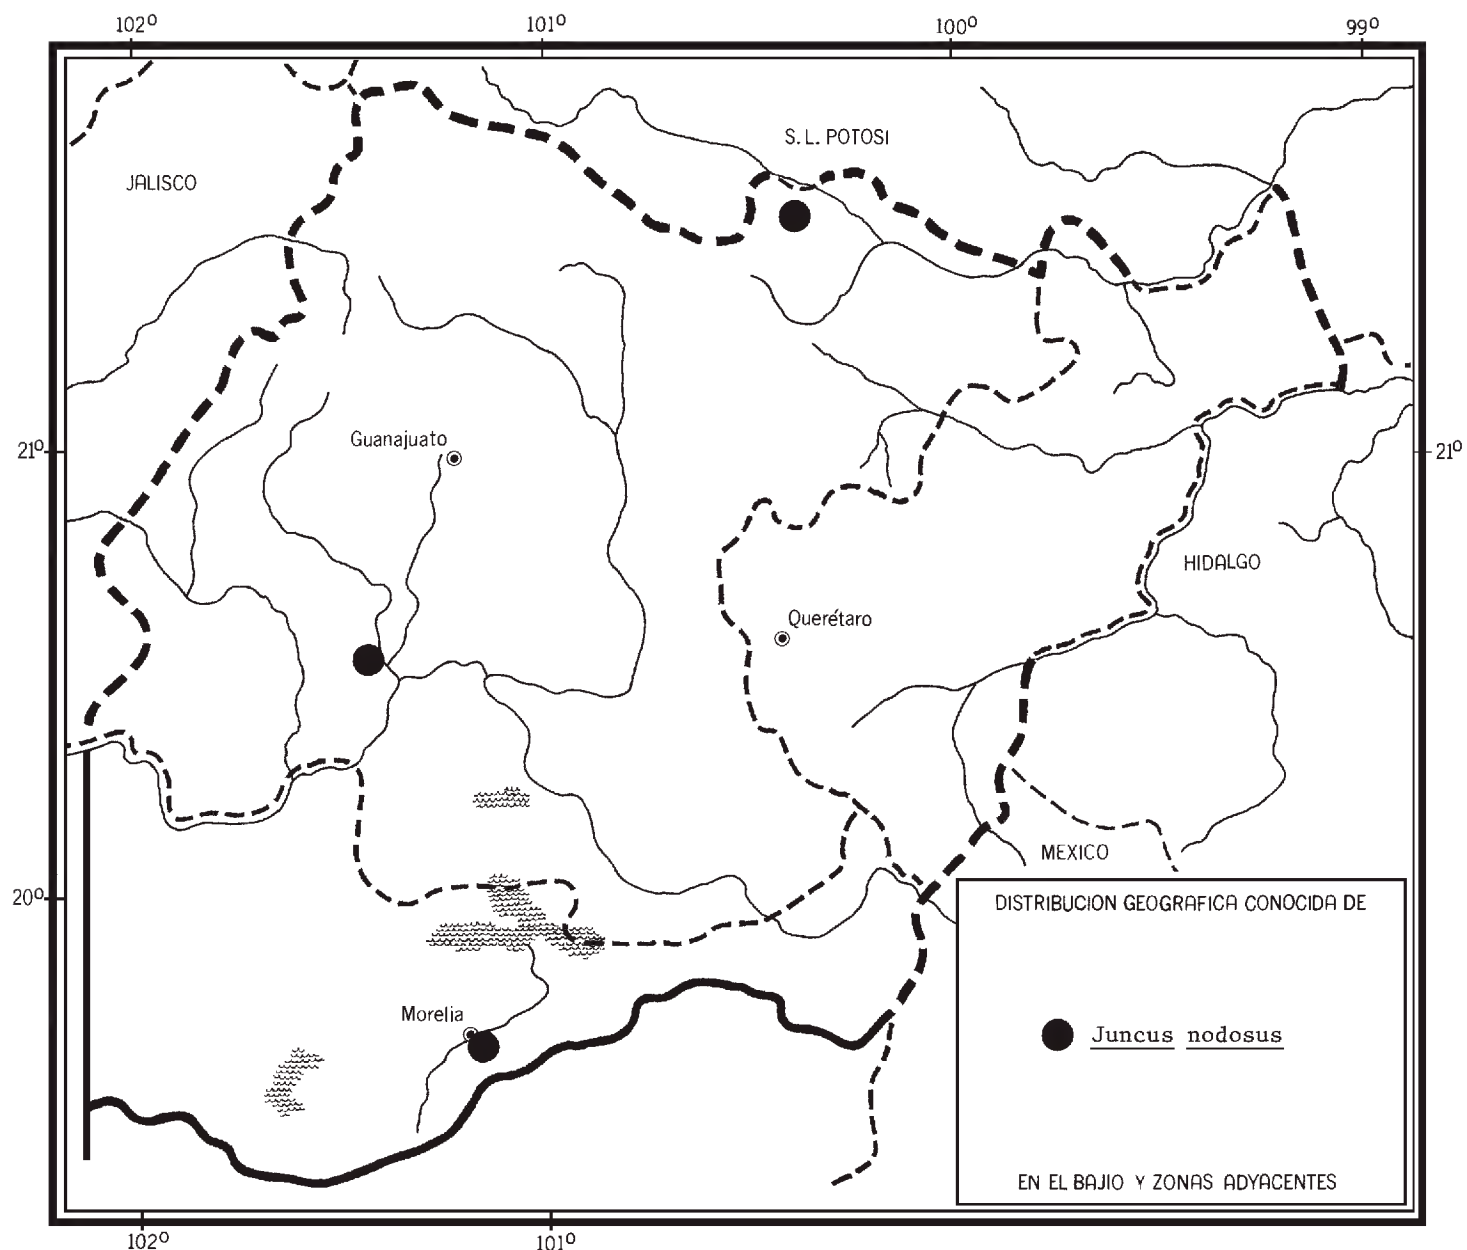 102º 101º 100º 99º
S. L. POTOSI
JALISCO
Guanajuato
21º 21º
HIDALGO
Querétaro
MEXICO
20º
DISTRIBUCION GEOGRAFICA CONOCIDA DE
Morelia
Juncus nodosus
EN EL BAJIO Y ZONAS ADYACENTES
102º 101º